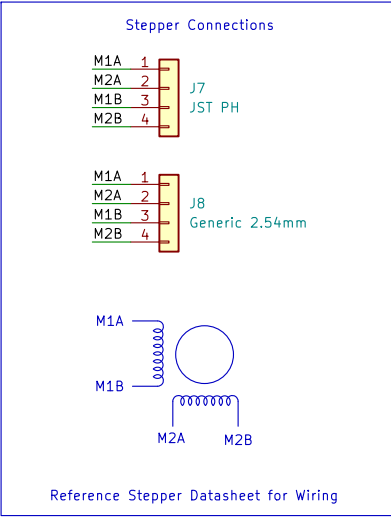 Stepper Connections
M1A 1
M2A 2
M1B 3
M2B 4
J7
JST PH
M1A 1
M2A 2
M1B 3
M2B 4
J8
Generic 2.54mm
M1A
M1B
M2A
M2B
Reference Stepper Datasheet for Wiring